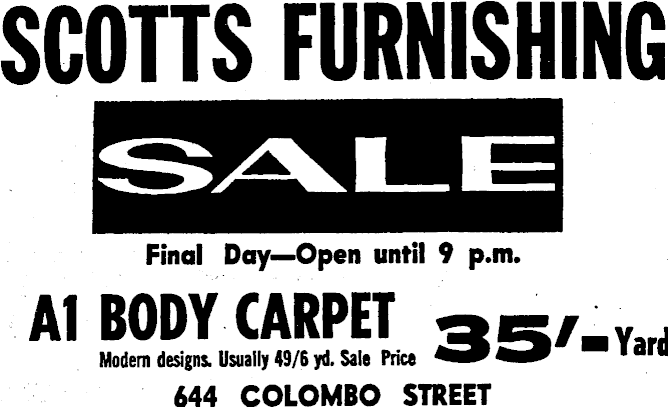 SCOTTS FURNISHING
SALE
Final Day—Open until 9 p.m.
A1 BODY CARPET
Modern designs. Usually 49/6 yd. Sale Price 35/- Yard
644 COLOMBO STREET